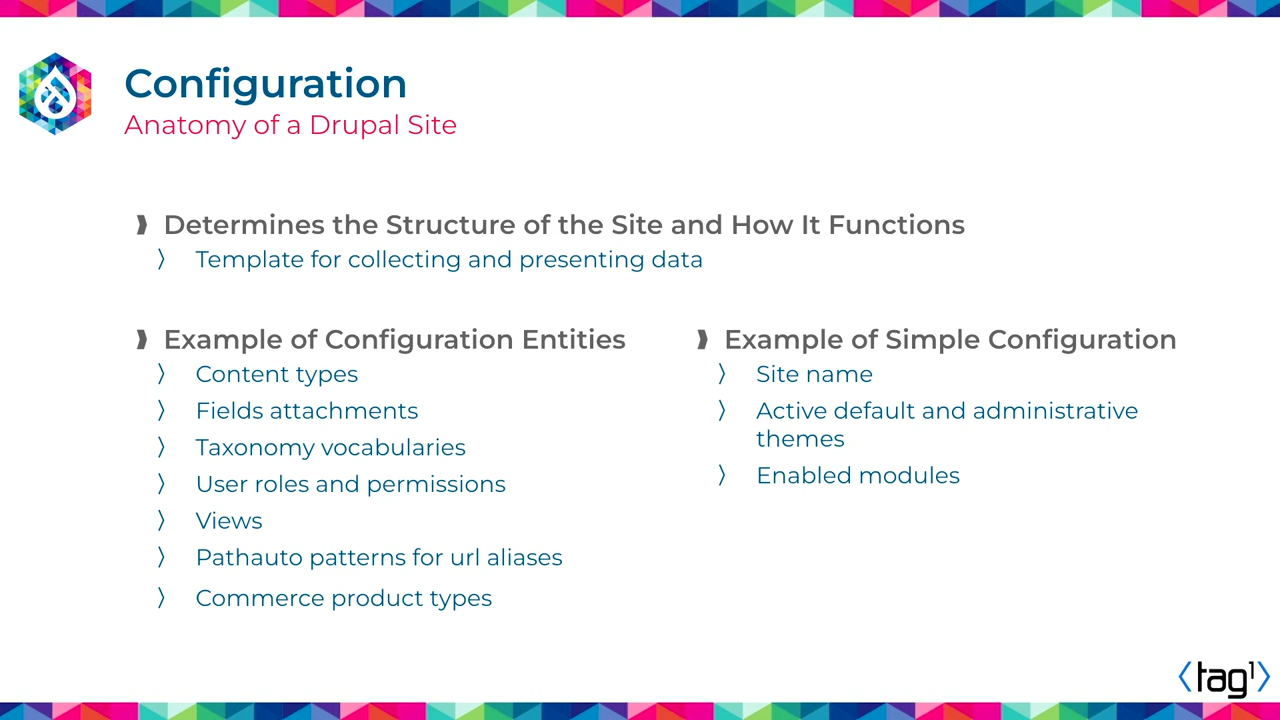 Configuration
Anatomy of a Drupal Site
Determines the Structure of the Site and How It Functions
Template for collecting and presenting data
Example of Configuration Entities
Content types
Fields attachments
Taxonomy vocabularies
User roles and permissions
Views
Pathauto patterns for url aliases
Commerce product types
Example of Simple Configuration
Site name
Active default and administrative
themes
Enabled modules
tag1